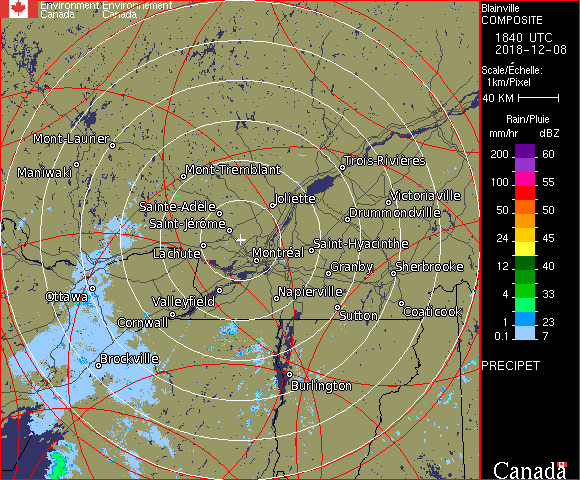 Environment Environnement
Canada Canada
Blainville
COMPOSITE
1840 UTC
2018-12-08
Scale/Échelle:
1km/Pixel
40 KM
Rain/Pluie
mm/hr dBZ
200 60
100 55
50 50
24 45
12 40
4 33
1 23
0.1 7
PRECIPET
Canada
Mont-Laurier
Maniwaki
Mont-Tremblant
Trois-Rivières
Joliette
Victoriaville
Sainte-Adèle
Drummondville
Saint-Jérôme
Saint-Hyacinthe
Lachute
Montréal
Granby
Sherbrooke
Ottawa
Valleyfield
Napierville
Coaticook
Cornwall
Sutton
Brockville
Burlington